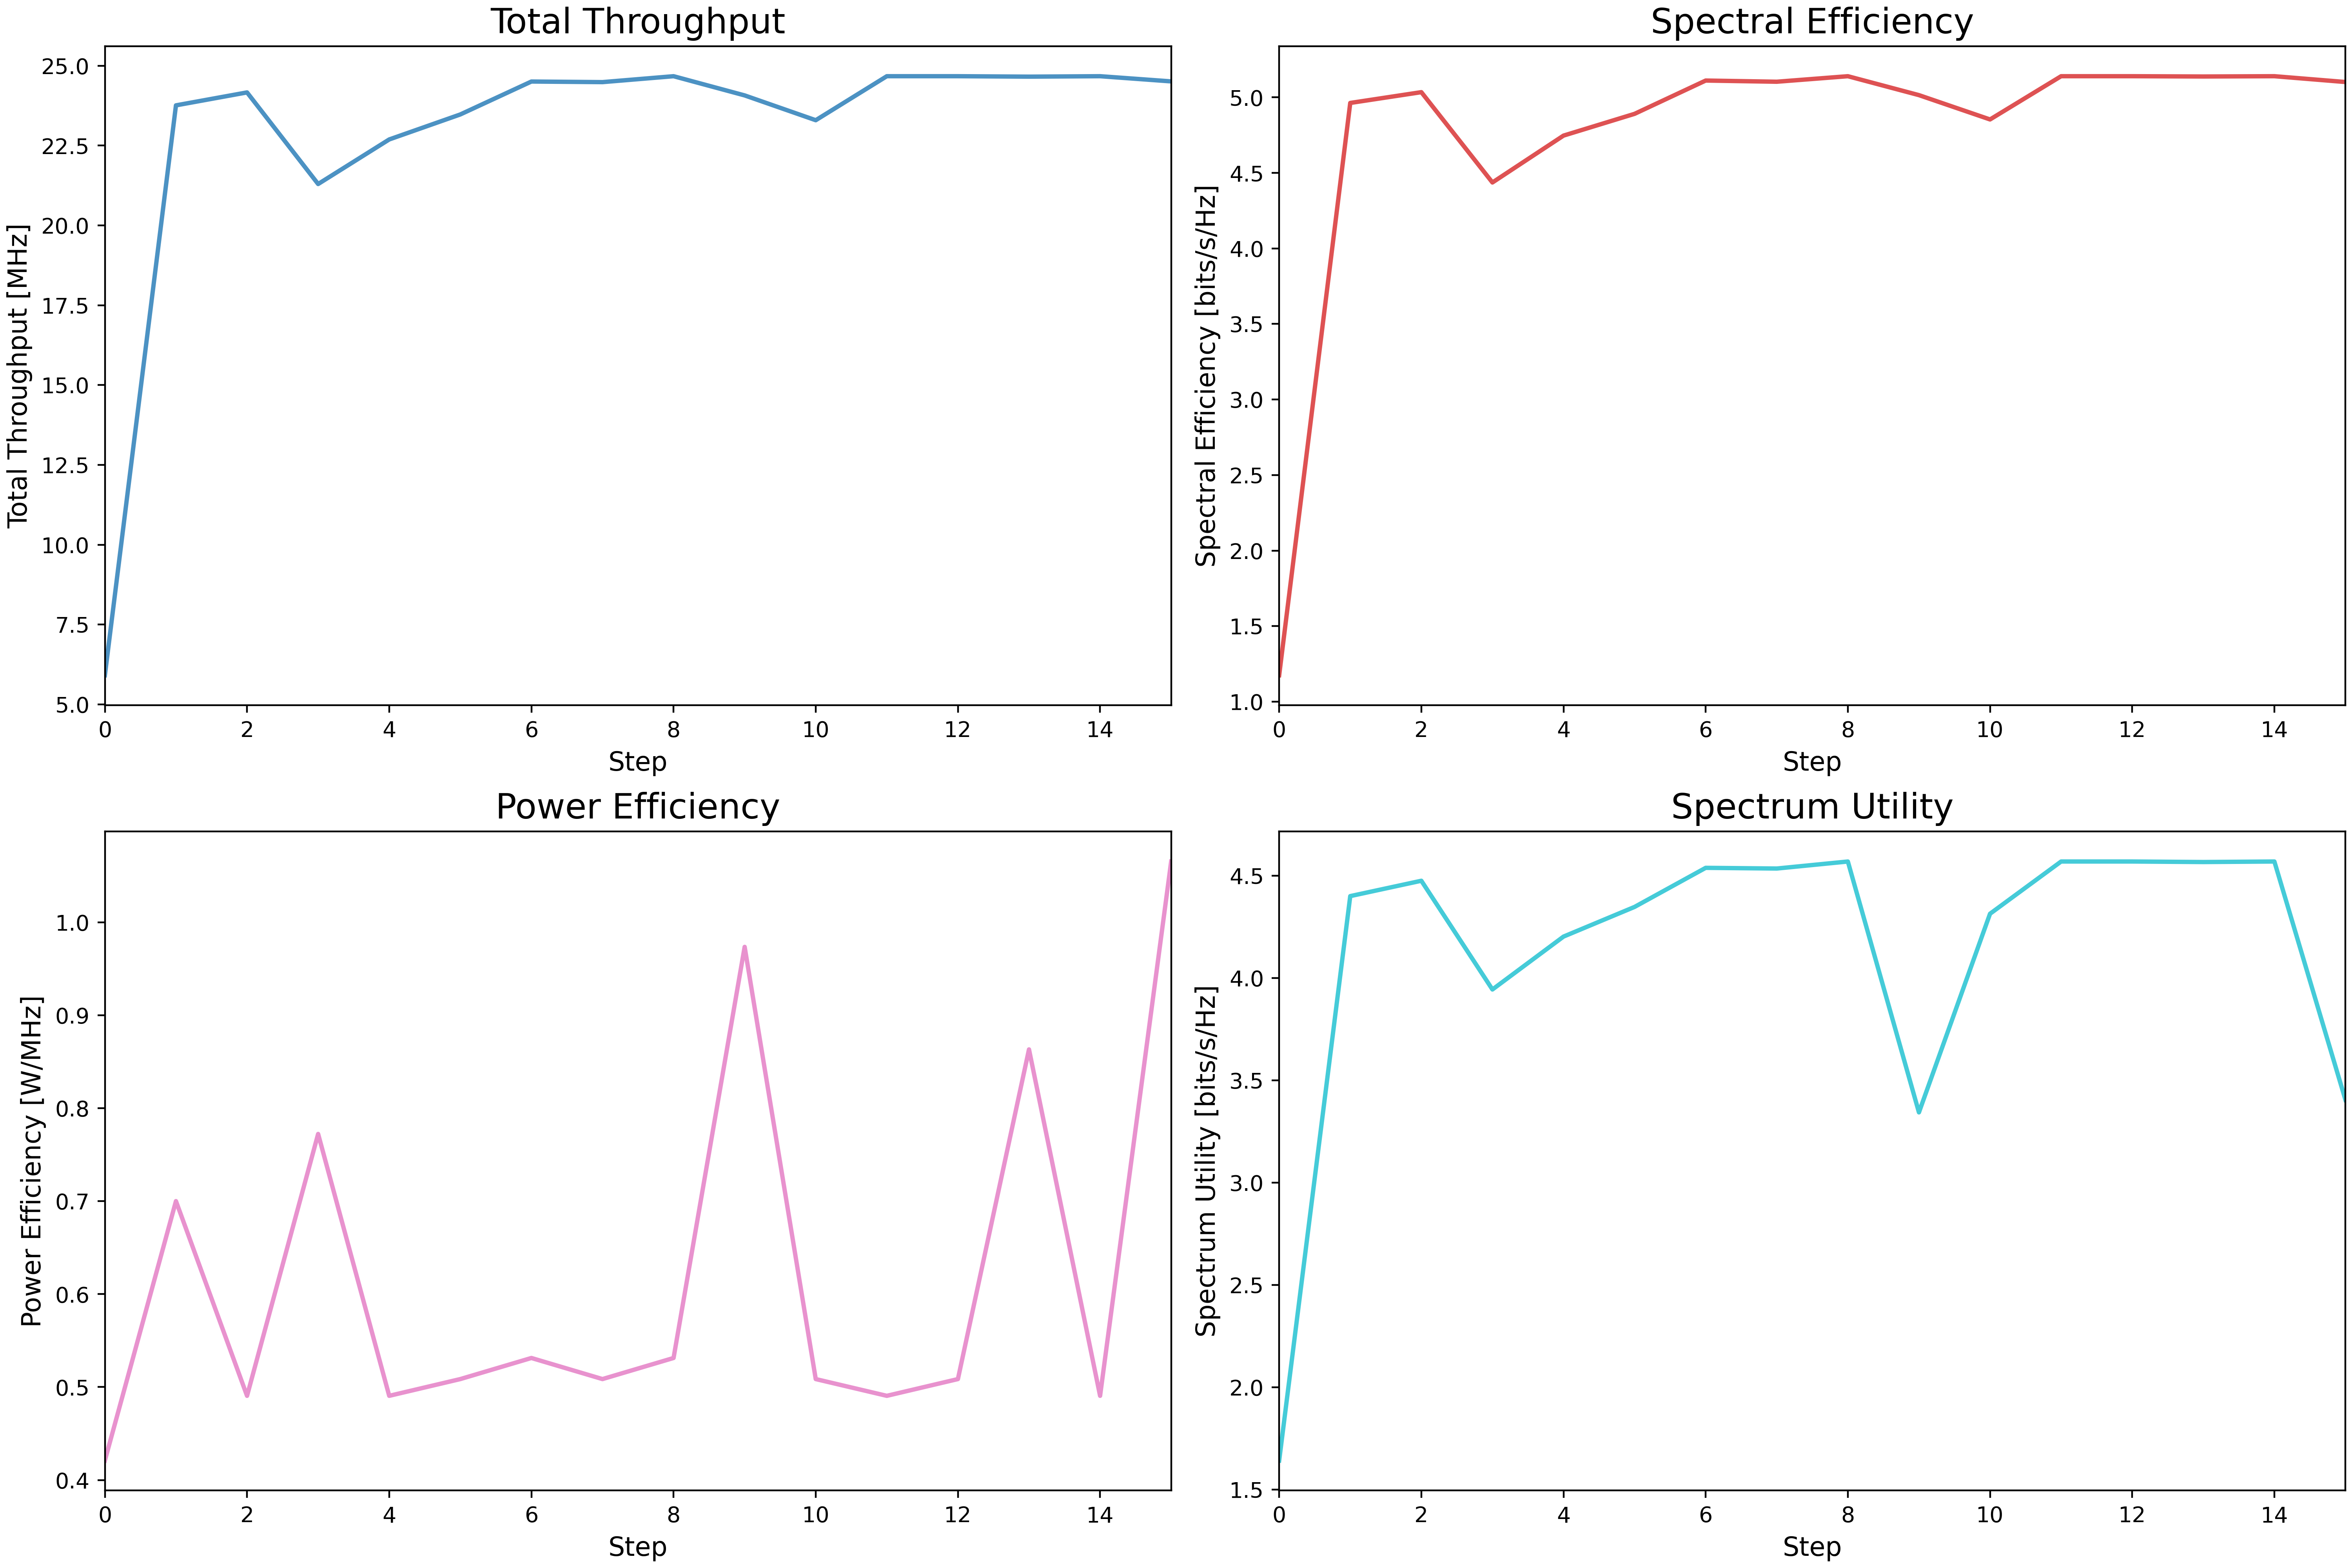 Total Throughput
Total Throughput [MHz]
25.0
22.5
20.0
17.5
15.0
12.5
10.0
7.5
5.0
0 2 4 6 8 10 12 14
Step
Spectral Efficiency
Spectral Efficiency [bits/s/Hz]
5.0
4.5
4.0
3.5
3.0
2.5
2.0
1.5
1.0
0 2 4 6 8 10 12 14
Step
Power Efficiency
Power Efficiency [W/MHz]
1.0
0.9
0.8
0.7
0.6
0.5
0.4
0 2 4 6 8 10 12 14
Step
Spectrum Utility
Spectrum Utility [bits/s/Hz]
4.5
4.0
3.5
3.0
2.5
2.0
1.5
0 2 4 6 8 10 12 14
Step